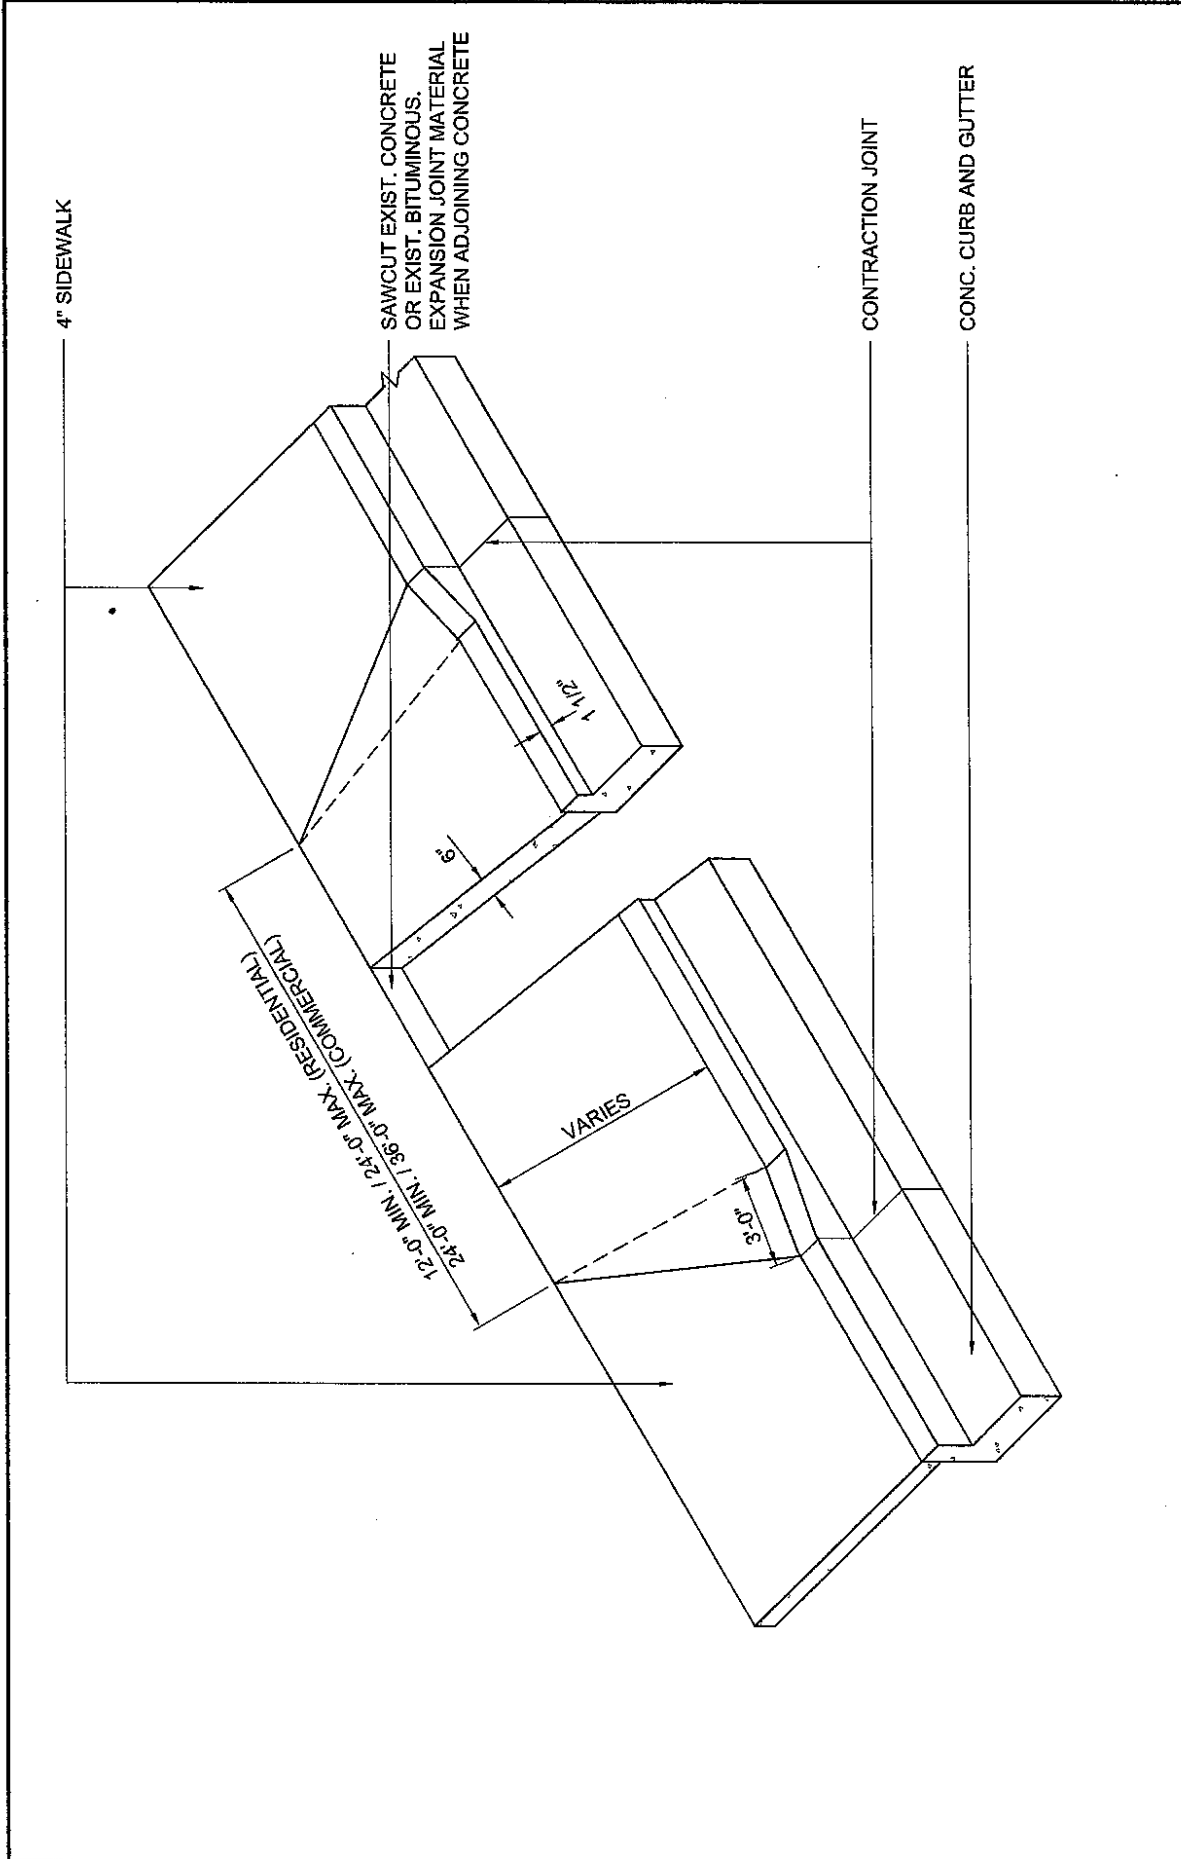 4" SIDEWALK
SAWCUT EXIST. CONCRETE
OR EXIST. BITUMINOUS.
EXPANSION JOINT MATERIAL
WHEN ADJOINING CONCRETE
CONTRACTION JOINT
CONC. CURB AND GUTTER
12'-0" MIN. / 24'-0" MAX. (RESIDENTIAL)
24'-0" MIN. / 36'-0" MAX. (COMMERCIAL)
6"
1 1/2"
VARIES
3'-0"